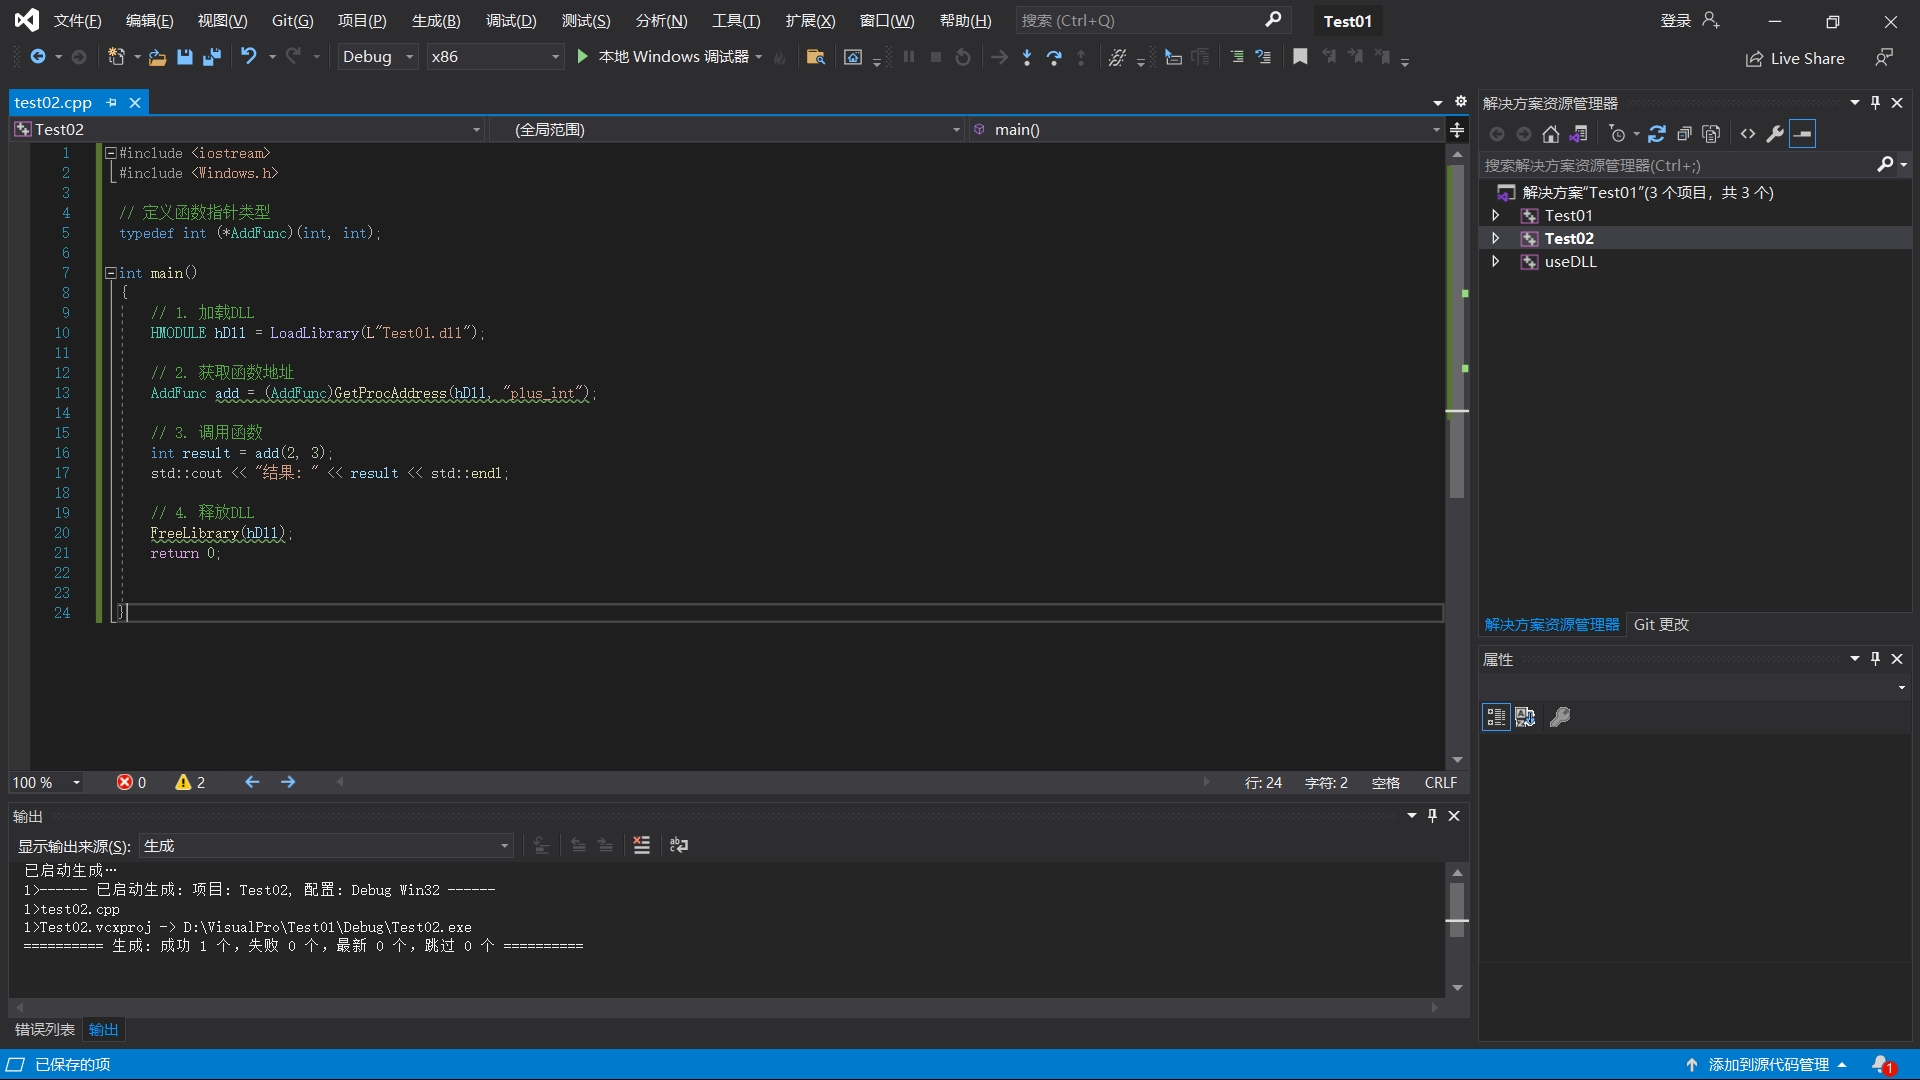 文件(F) 编辑(E) 视图(V) Git(G) 项目(P) 生成(B) 调试(D) 测试(S) 分析(N) 工具(T) 扩展(X) 窗口(W) 帮助(H) 搜索 (Ctrl+Q) Test01 登录
Debug x86 本地 Windows 调试器 Live Share
test02.cpp
Test02 (全局范围) main()
1 #include <iostream>
2 #include <Windows.h>
3
4 // 定义函数指针类型
5 typedef int (*AddFunc)(int, int);
6
7 int main()
8 {
9 // 1. 加载DLL
10 HMODULE hDll = LoadLibrary(L"Test01.dll");
11
12 // 2. 获取函数地址
13 AddFunc add = (AddFunc)GetProcAddress(hDll, "plus_int");
14
15 // 3. 调用函数
16 int result = add(2, 3);
17 std::cout << "结果: " << result << std::endl;
18
19 // 4. 释放DLL
20 FreeLibrary(hDll);
21 return 0;
22
23
24 }
100 % 0 2 行: 24 字符: 2 空格 CRLF
输出
显示输出来源(S): 生成
已启动生成…
1>------ 已启动生成: 项目: Test02, 配置: Debug Win32 ------
1>test02.cpp
1>Test02.vcxproj -> D:\VisualPro\Test01\Debug\Test02.exe
========== 生成: 成功 1 个，失败 0 个，最新 0 个，跳过 0 个 ==========
错误列表 输出
解决方案资源管理器
搜索解决方案资源管理器(Ctrl+;)
解决方案"Test01"(3 个项目，共 3 个)
Test01
Test02
useDLL
解决方案资源管理器 Git 更改
属性
已保存的项 添加到源代码管理 1